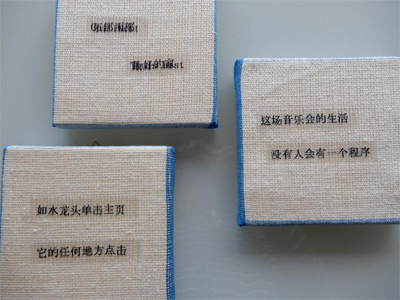 这场音乐会的生活
没有人会有一个程序
如水龙头单击主页
它的任何地方点击